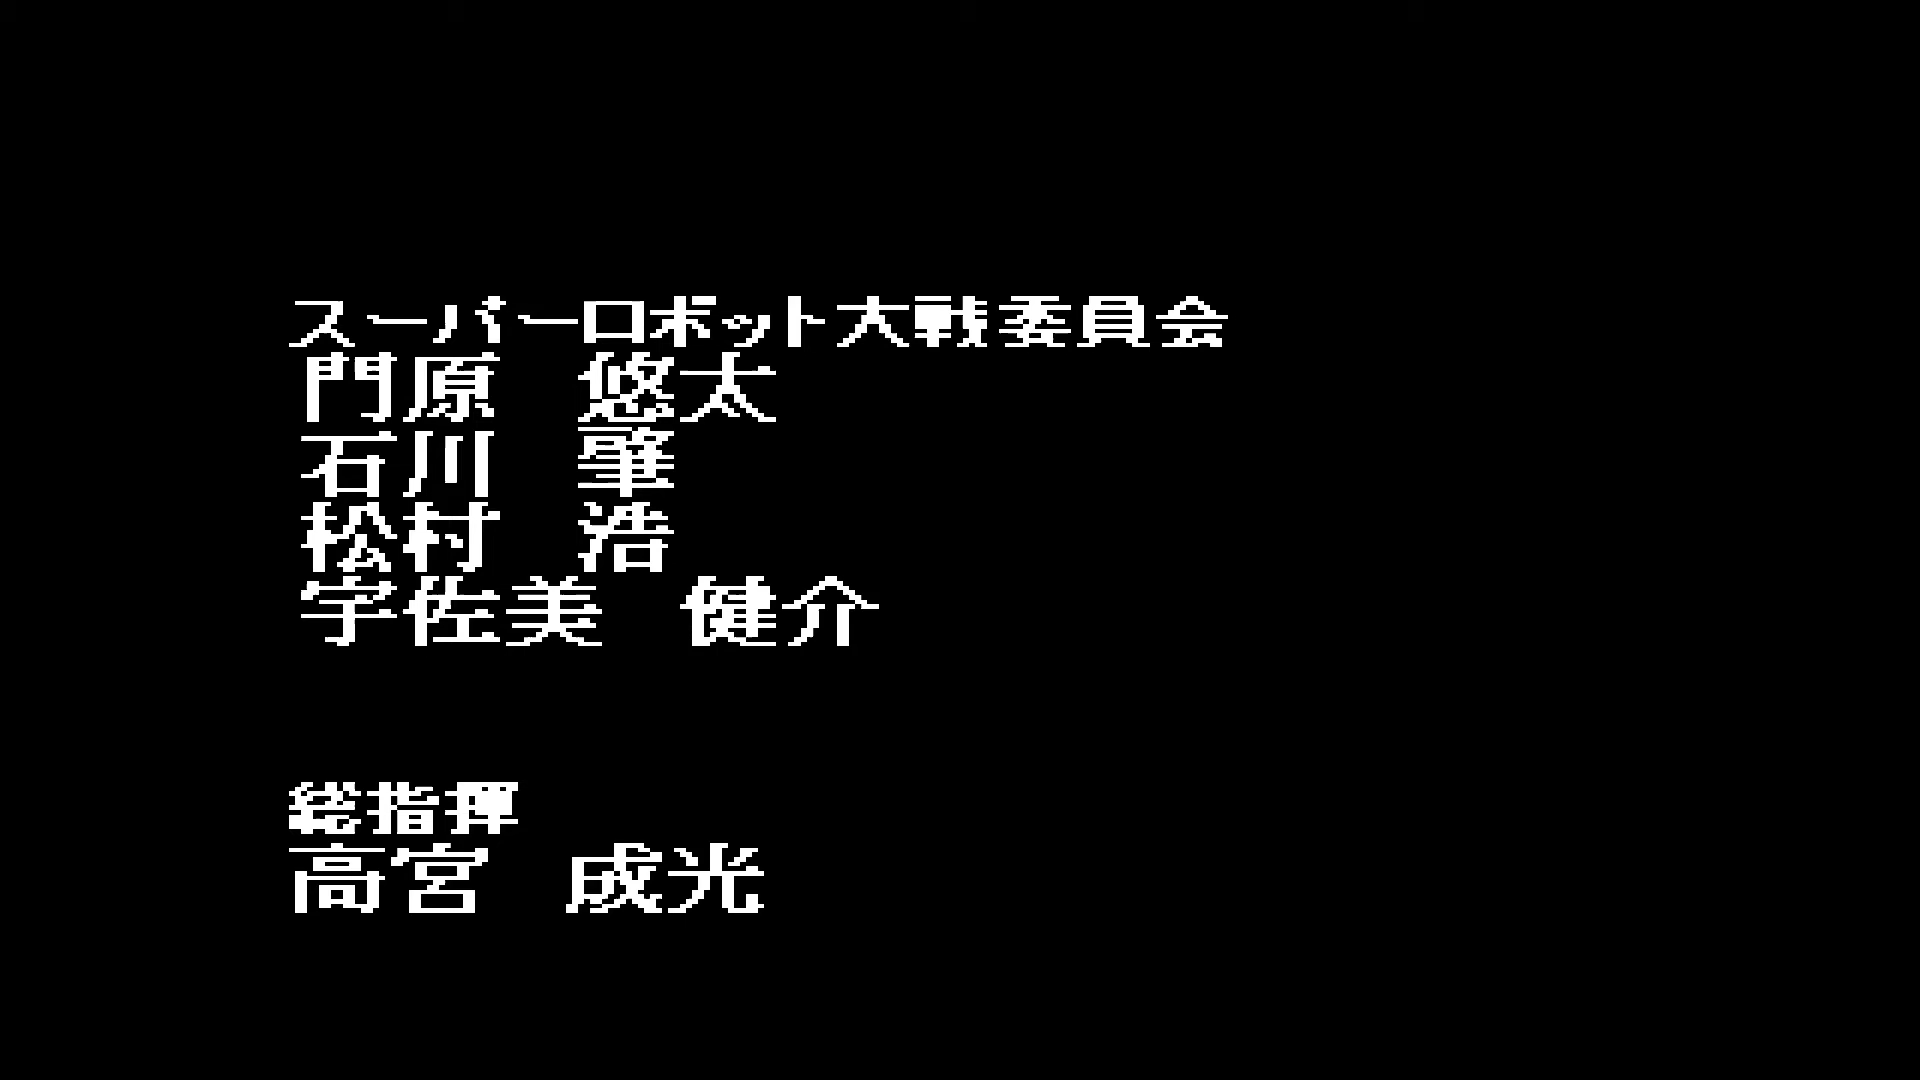 スーパーロボット大戦委員会
門原　悠太
石川　肇
松村　浩
宇佐美　健介
総指揮
高宮　成光